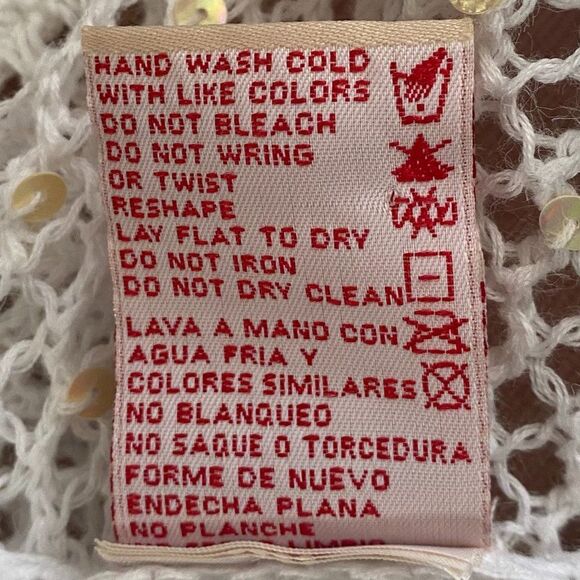 HAND WASH COLD
WITH LIKE COLORS
DO NOT BLEACH
DO NOT WRING
OR TWIST
RESHAPE
LAY FLAT TO DRY
DO NOT IRON
DO NOT DRY CLEAN
LAVA A MANO CON
AGUA FRIA Y
COLORES SIMILARES
NO BLANQUEO
NO SAQUE O TORCEDURA
FORME DE NUEVO
ENDECHA PLANA
NO PLANCHE